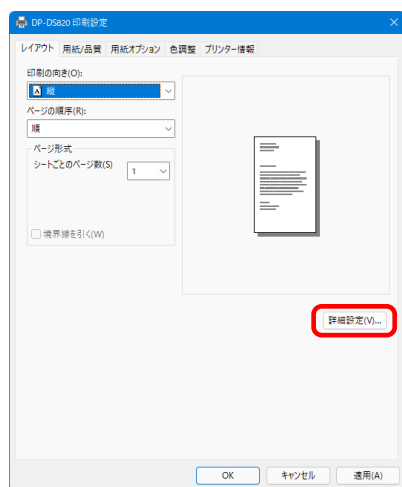 DP-DS820 印刷設定
レイアウト 用紙/品質 用紙オプション 色調整 プリンター情報
印刷の向き(O):
縦
ページの順序(R):
順
ページ形式
シートごとのページ数(S)
1
境界線を引く(W)
詳細設定(V)...
OK キャンセル 適用(A)